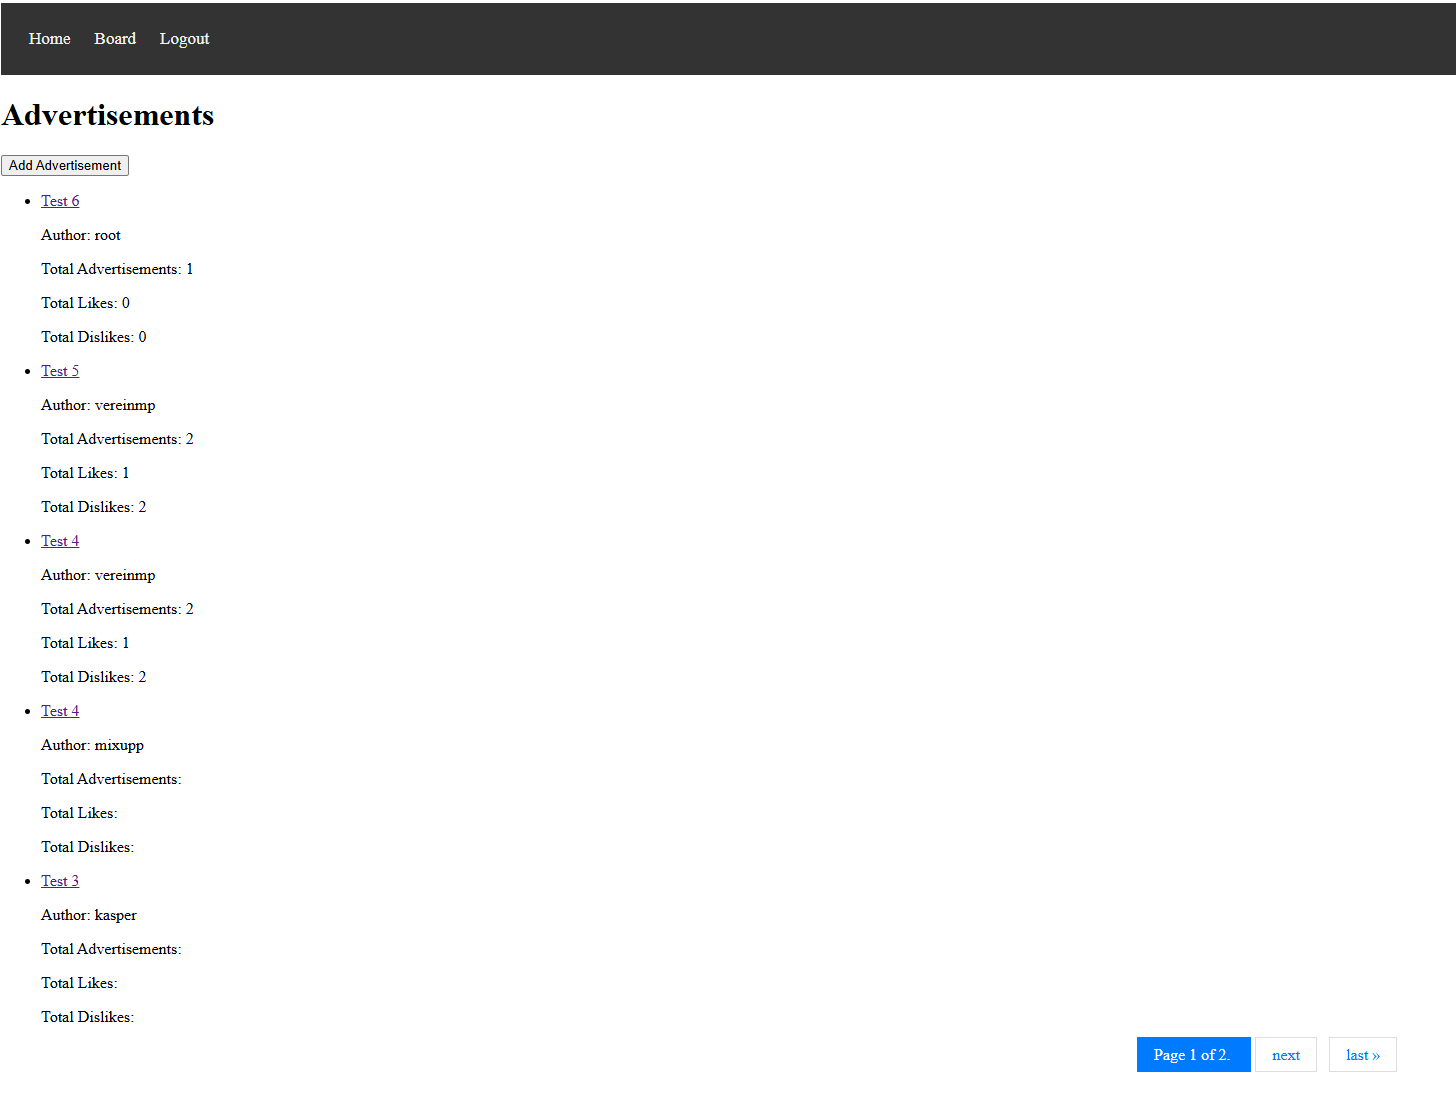 Home Board Logout
Advertisements
Add Advertisement
Test 6
Author: root
Total Advertisements: 1
Total Likes: 0
Total Dislikes: 0
Test 5
Author: vereinmp
Total Advertisements: 2
Total Likes: 1
Total Dislikes: 2
Test 4
Author: vereinmp
Total Advertisements: 2
Total Likes: 1
Total Dislikes: 2
Test 4
Author: mixupp
Total Advertisements:
Total Likes:
Total Dislikes:
Test 3
Author: kasper
Total Advertisements:
Total Likes:
Total Dislikes:
Page 1 of 2. next last »